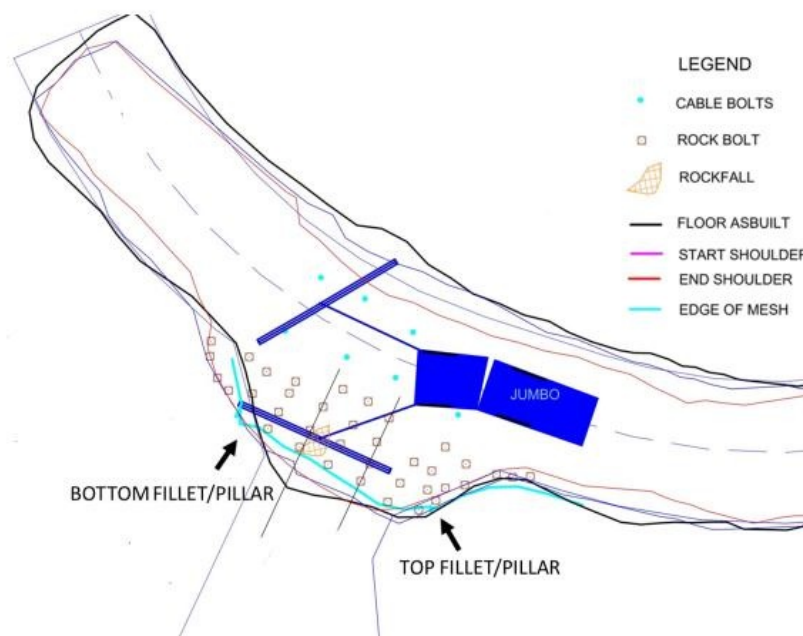 LEGEND
CABLE BOLTS
ROCK BOLT
ROCKFALL
FLOOR ASBUILT
START SHOULDER
END SHOULDER
EDGE OF MESH
JUMBO
BOTTOM FILLET/PILLAR
TOP FILLET/PILLAR